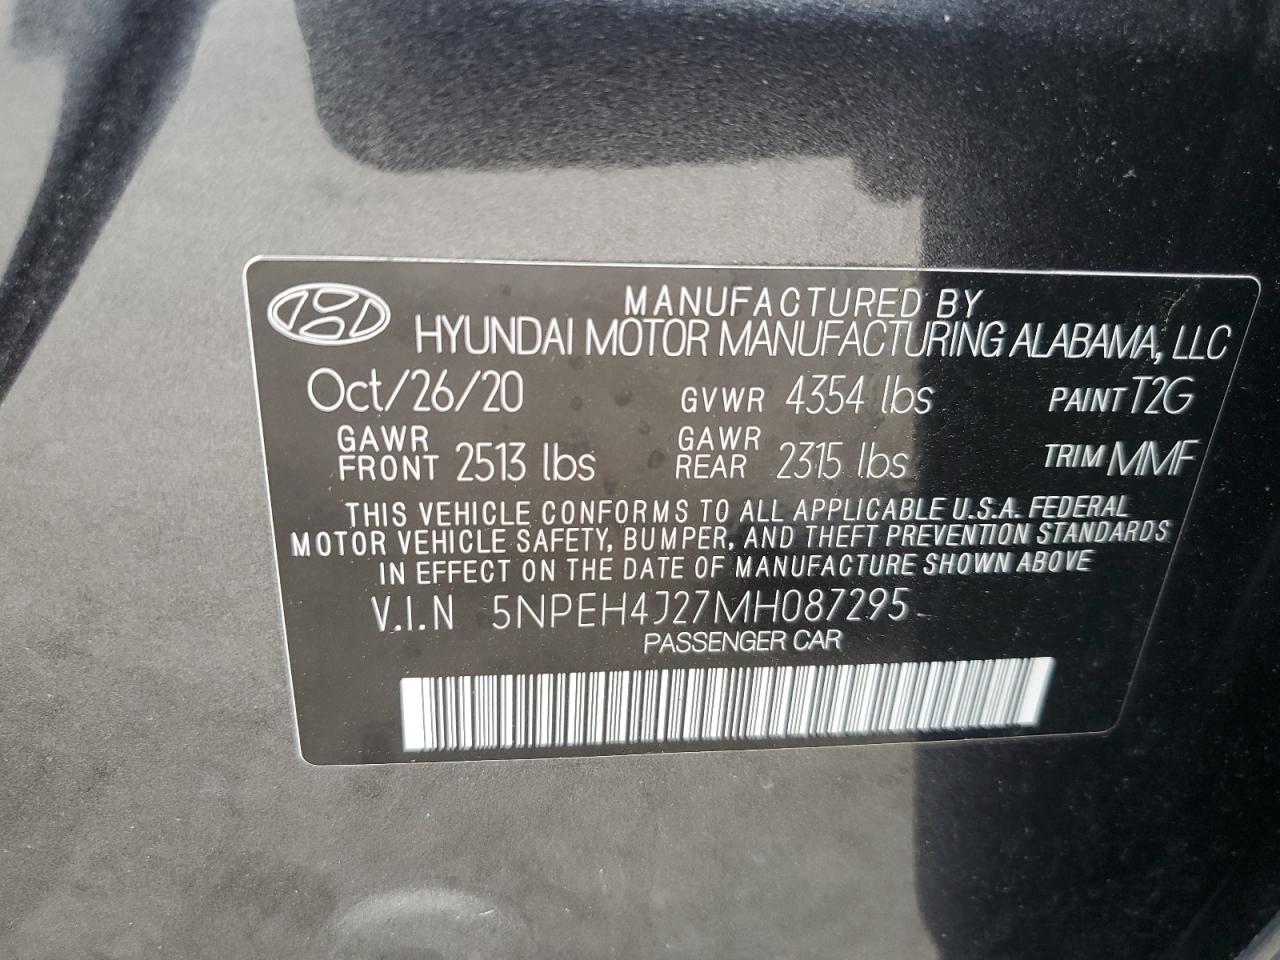 MANUFACTURED BY
HYUNDAI MOTOR MANUFACTURING ALABAMA, LLC
Oct/26/20 GVWR 4354 lbs PAINT T2G
GAWR FRONT 2513 lbs GAWR REAR 2315 lbs TRIM MMF
THIS VEHICLE CONFORMS TO ALL APPLICABLE U.S.A. FEDERAL
MOTOR VEHICLE SAFETY, BUMPER, AND THEFT PREVENTION STANDARDS
IN EFFECT ON THE DATE OF MANUFACTURE SHOWN ABOVE
V.I.N 5NPEH4J27MH087295
PASSENGER CAR